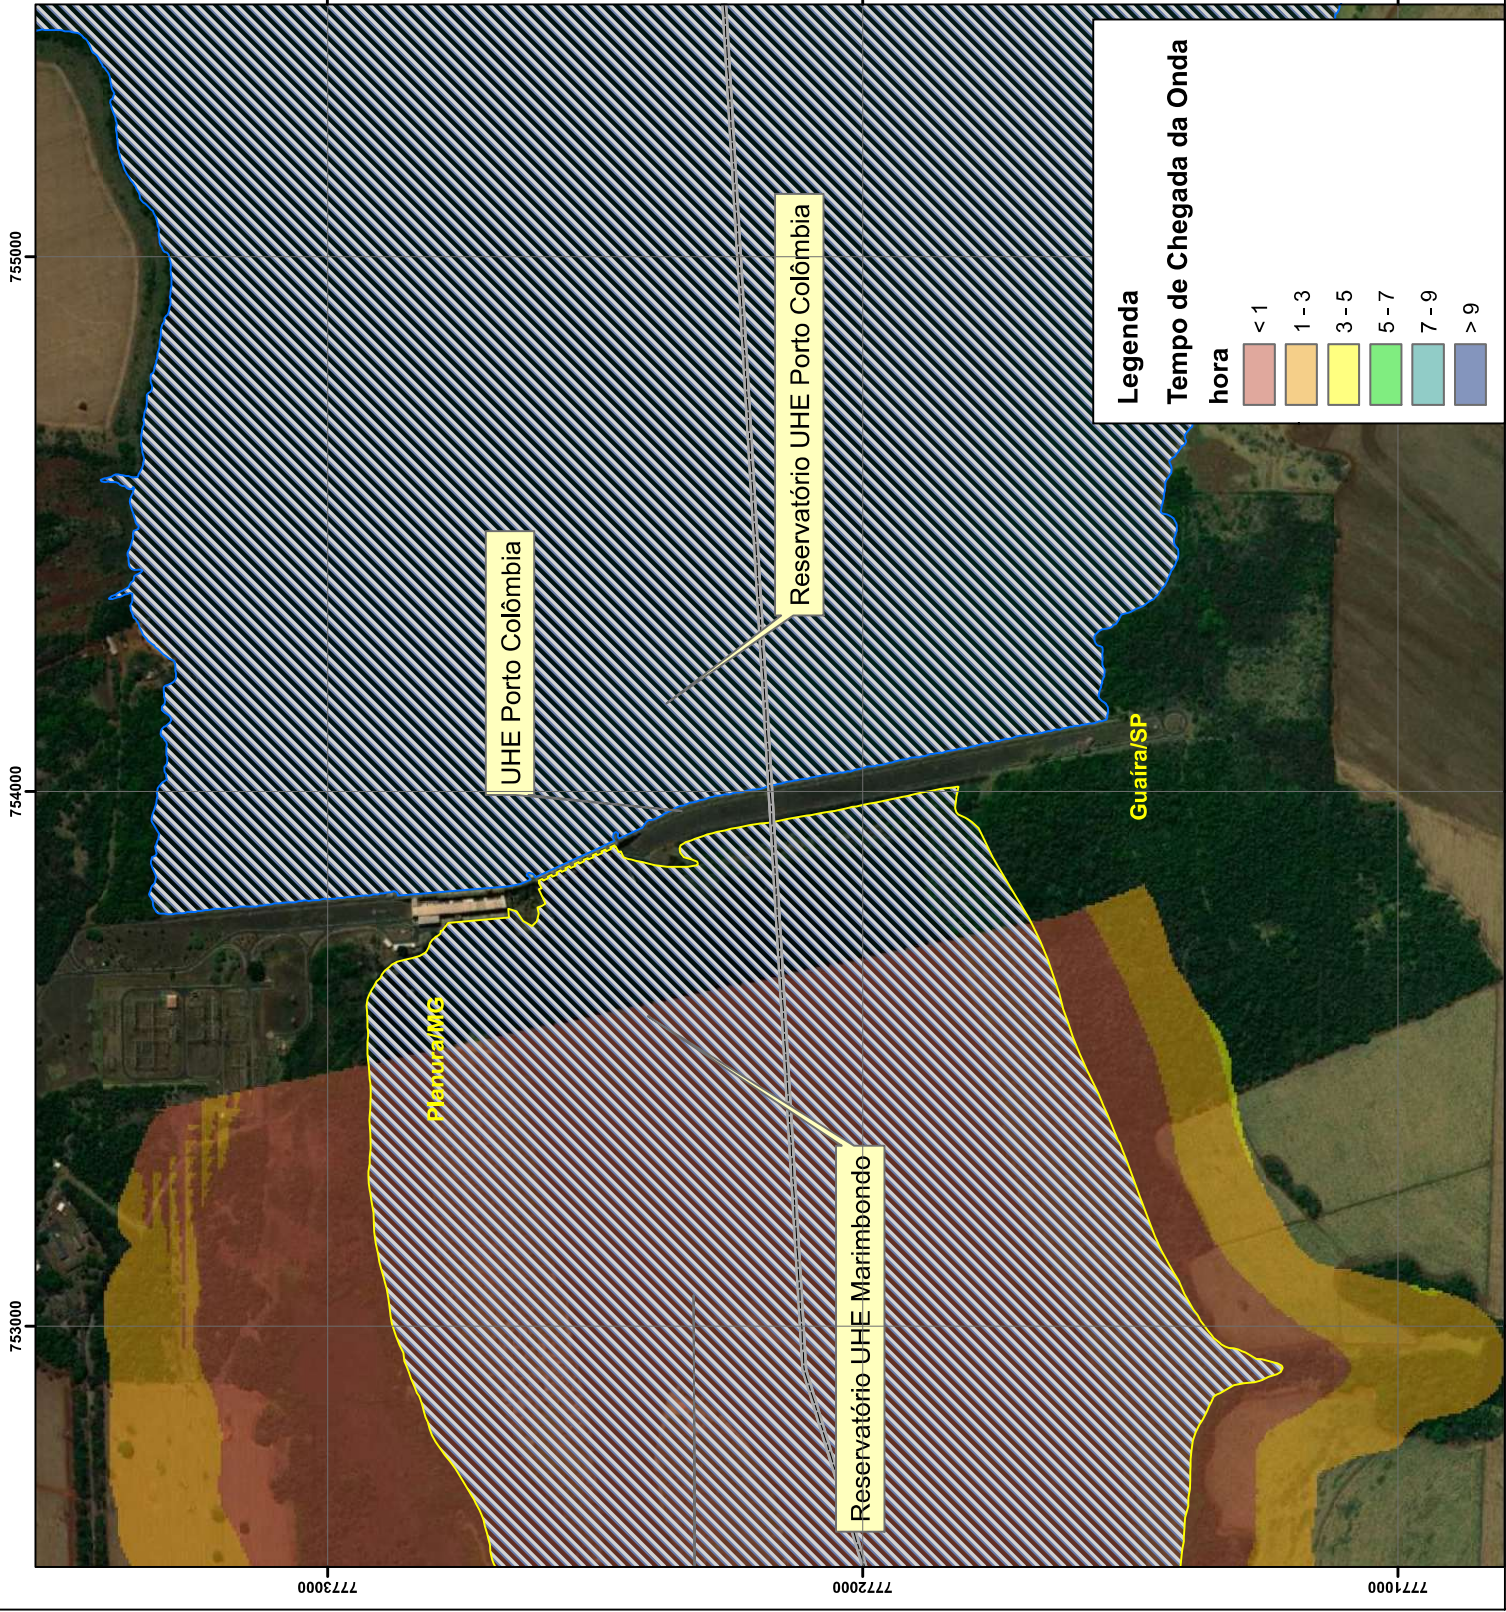 755000
754000
753000
7773000
7772000
7771000
UHE Porto Colômbia
Reservatório UHE Porto Colômbia
Reservatório UHE Marimbondo
Planura/MG
Guaíra/SP
Legenda
Tempo de Chegada da Onda
hora
< 1
1 - 3
3 - 5
5 - 7
7 - 9
> 9